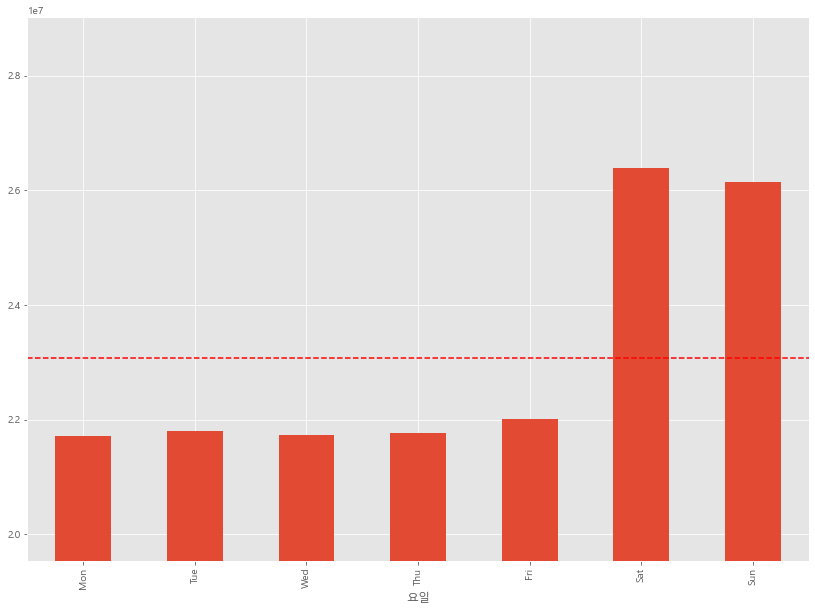 1e7
2.8
2.6
2.4
2.2
2.0
Mon
Tue
Wed
Thu
Fri
Sat
Sun
요일